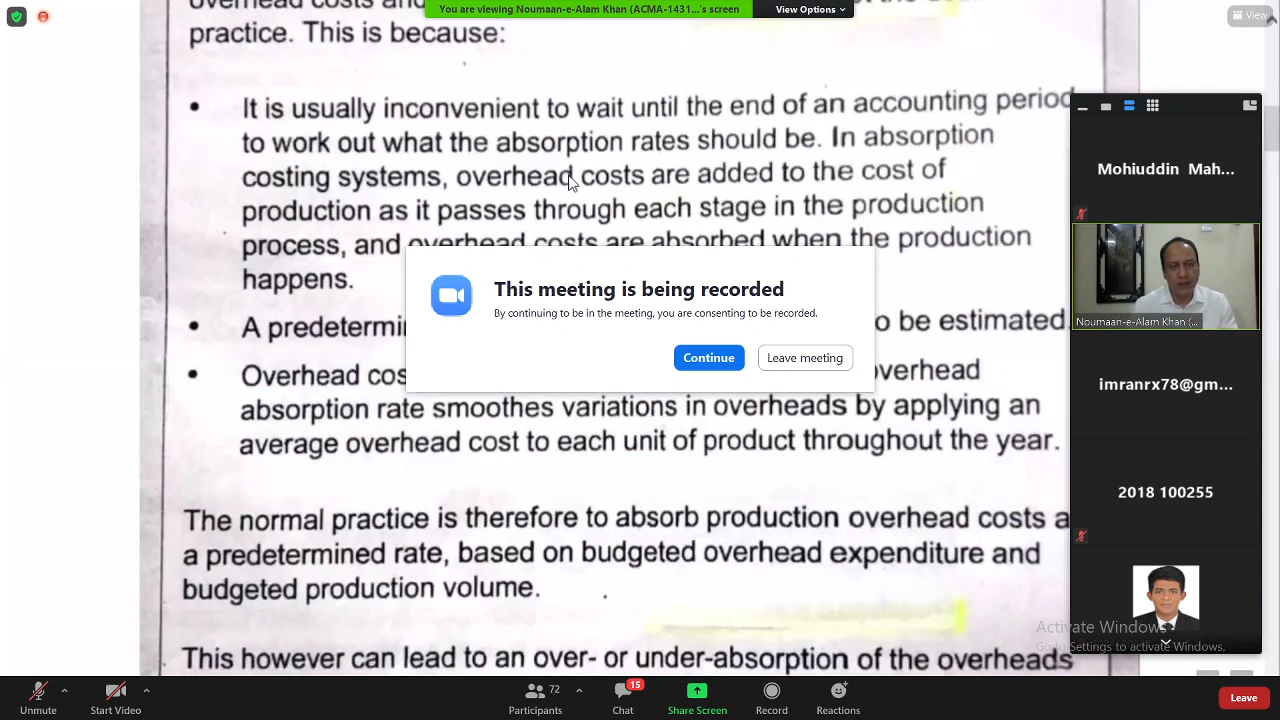 overhead costs and
You are viewing Noumaan-e-Alam Khan (ACMA-1431...'s screen
View Options
View
practice. This is because:
• It is usually inconvenient to wait until the end of an accounting period
to work out what the absorption rates should be. In absorption
costing systems, overhead costs are added to the cost of
production as it passes through each stage in the production
process, and overhead costs are absorbed when the production
happens.
This meeting is being recorded
By continuing to be in the meeting, you are consenting to be recorded.
Continue
Leave meeting
• A predetermin
o be estimated.
• Overhead cos
overhead
absorption rate smoothes variations in overheads by applying an
average overhead cost to each unit of product throughout the year.
The normal practice is therefore to absorb production overhead costs a
a predetermined rate, based on budgeted overhead expenditure and
budgeted production volume.
This however can lead to an over- or under-absorption of the overheads
Mohiuddin Mah...
Noumaan-e-Alam Khan (...
imranrx78@gm...
2018 100255
Activate Windows
Go to Settings to activate Windows.
Unmute
Start Video
72
Participants
15
Chat
Share Screen
Record
Reactions
Leave